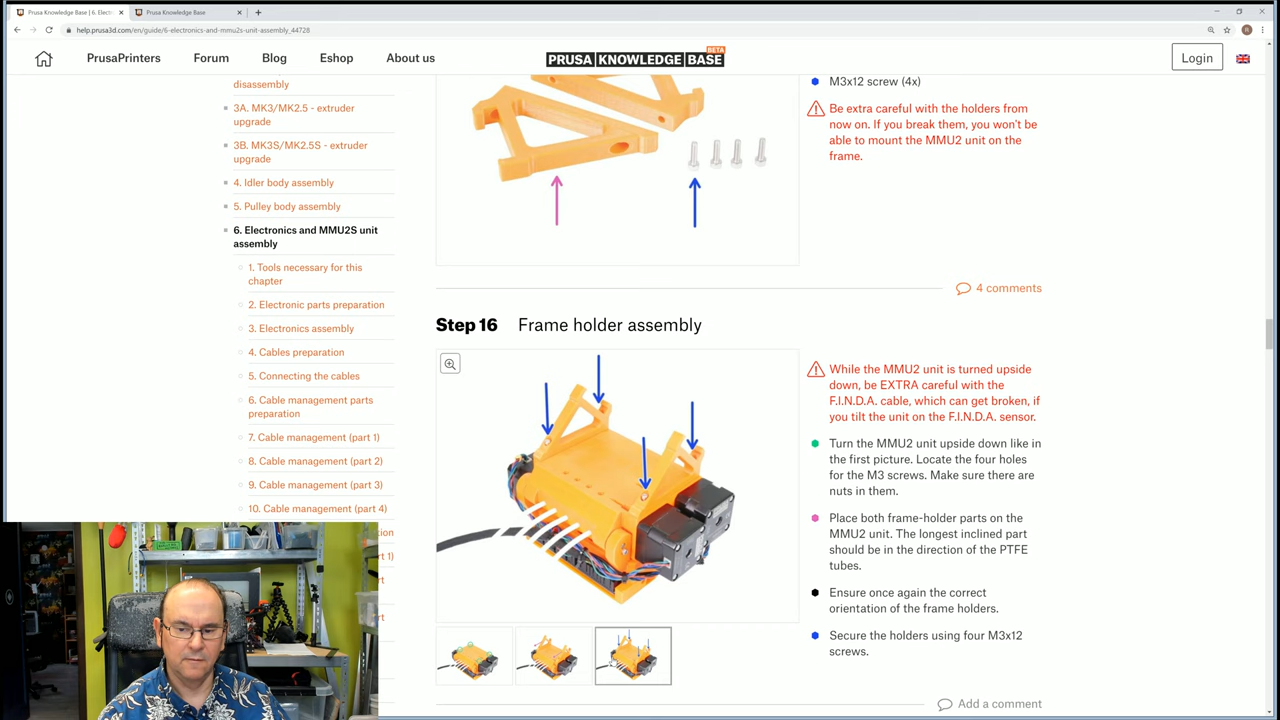 Prusa Knowledge Base | 6. Elect
Prusa Knowledge Base
help.prusa3d.com/en/guide/6-electronics-and-mmu2s-unit-assembly_44728
PrusaPrinters
Forum
Blog
Eshop
About us
PRUSA KNOWLEDGE BASE
BETA
Login
disassembly
3A. MK3/MK2.5 - extruder
upgrade
3B. MK3S/MK2.5S - extruder
upgrade
4. Idler body assembly
5. Pulley body assembly
6. Electronics and MMU2S unit
assembly
1. Tools necessary for this
chapter
2. Electronic parts preparation
3. Electronics assembly
4. Cables preparation
5. Connecting the cables
6. Cable management parts
preparation
7. Cable management (part 1)
8. Cable management (part 2)
9. Cable management (part 3)
10. Cable management (part 4)
tion
rt 1)
rt
rt
M3x12 screw (4x)
Be extra careful with the holders from
now on. If you break them, you won't be
able to mount the MMU2 unit on the
frame.
4 comments
Step 16 Frame holder assembly
While the MMU2 unit is turned upside
down, be EXTRA careful with the
F.I.N.D.A. cable, which can get broken, if
you tilt the unit on the F.I.N.D.A. sensor.
Turn the MMU2 unit upside down like in
the first picture. Locate the four holes
for the M3 screws. Make sure there are
nuts in them.
Place both frame-holder parts on the
MMU2 unit. The longest inclined part
should be in the direction of the PTFE
tubes.
Ensure once again the correct
orientation of the frame holders.
Secure the holders using four M3x12
screws.
Add a comment